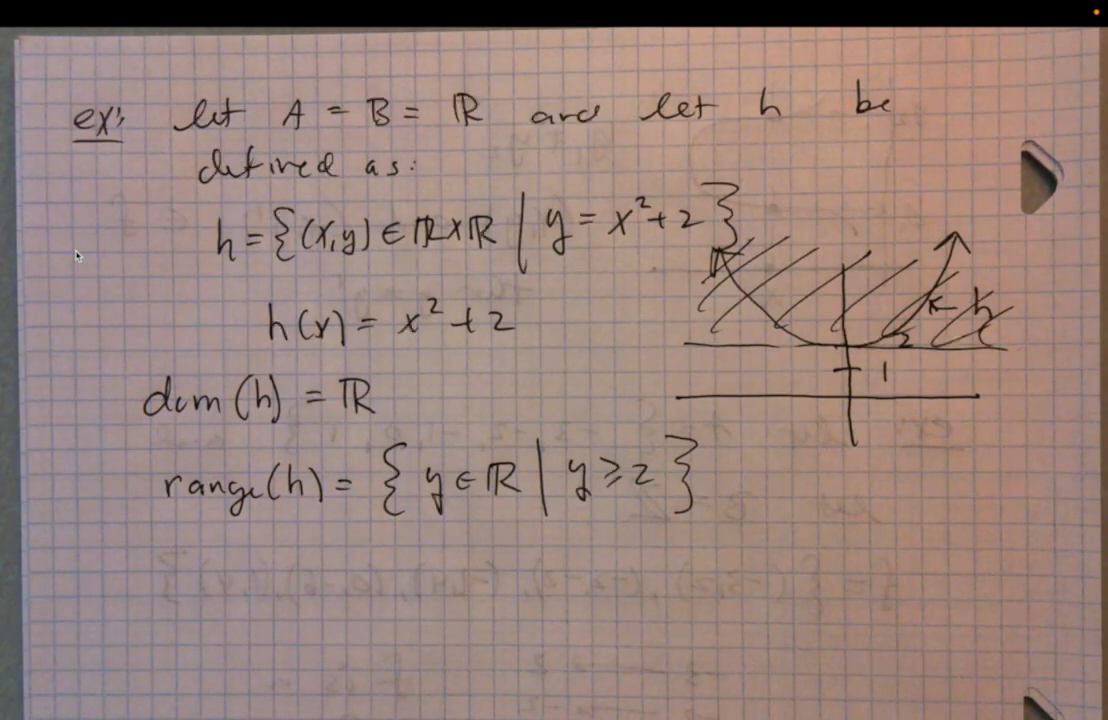 ex: let A = B = ℝ and let h be
defined as:
h = {(x,y) ∈ ℝ×ℝ | y = x²+2}
h(x) = x² + 2
dom(h) = ℝ
range(h) = { y ∈ ℝ | y ≥ 2 }
h
2
1